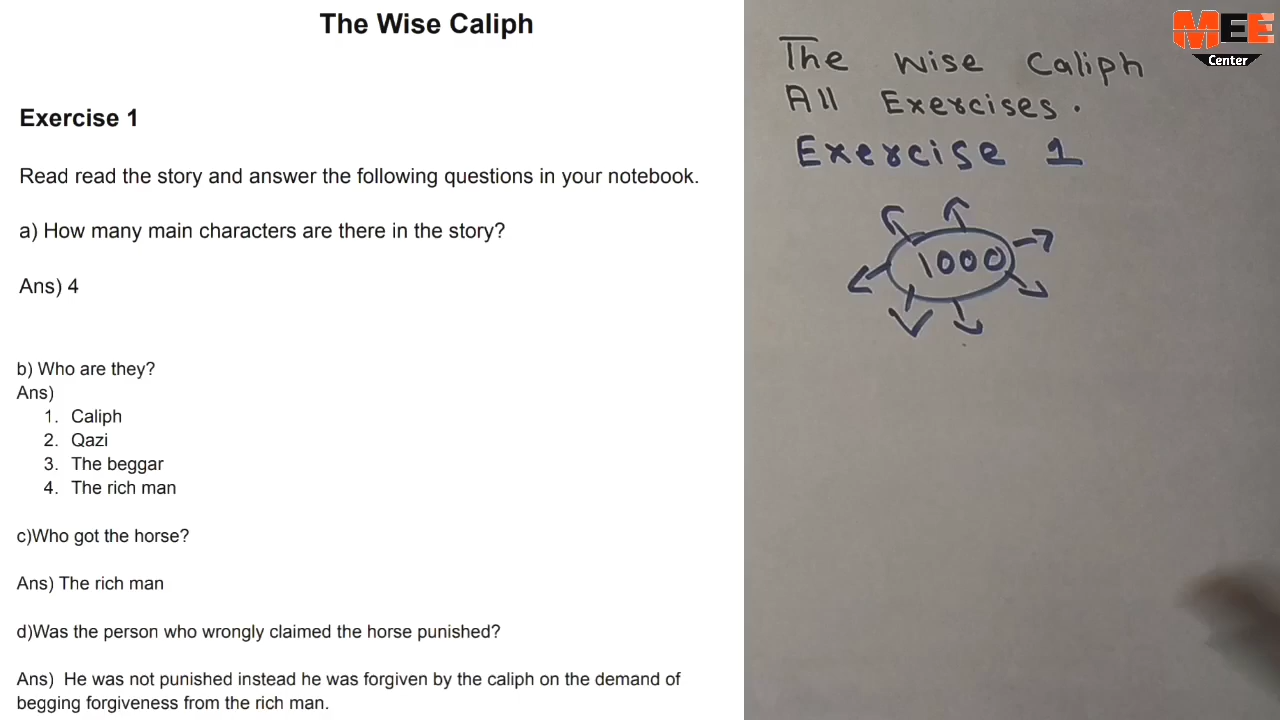 The Wise Caliph
Exercise 1
Read read the story and answer the following questions in your notebook.
a) How many main characters are there in the story?
Ans) 4
b) Who are they?
Ans)
1. Caliph
2. Qazi
3. The beggar
4. The rich man
c)Who got the horse?
Ans) The rich man
d)Was the person who wrongly claimed the horse punished?
Ans) He was not punished instead he was forgiven by the caliph on the demand of
begging forgiveness from the rich man.
The Wise Caliph
All Exercises.
Exercise 1
1000
MEE
Center